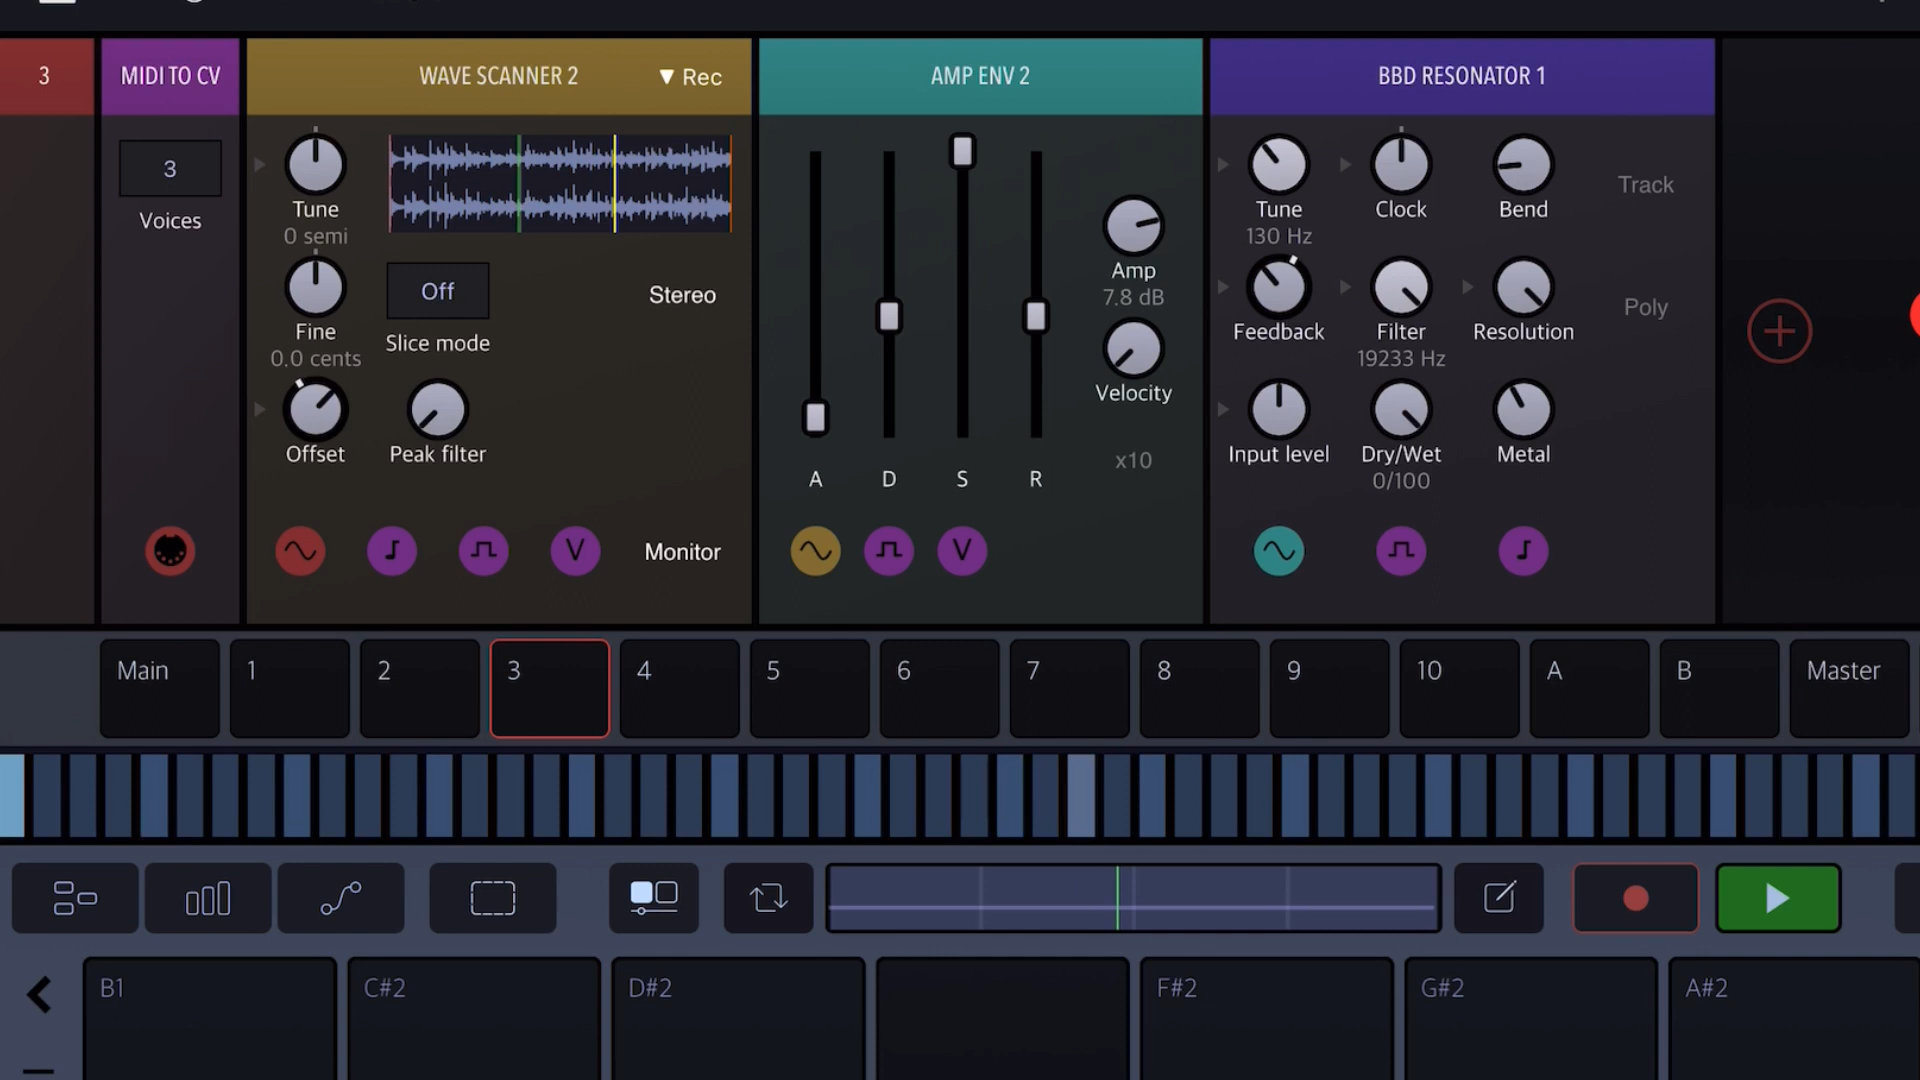 3
MIDI TO CV
WAVE SCANNER 2
▼ Rec
AMP ENV 2
BBD RESONATOR 1
3
Voices
Tune
0 semi
Fine
0.0 cents
Off
Slice mode
Stereo
Offset
Peak filter
V
Monitor
A
D
S
R
Amp
7.8 dB
Velocity
x10
V
Tune
130 Hz
Clock
Bend
Track
Feedback
Filter
19233 Hz
Resolution
Poly
Input level
Dry/Wet
0/100
Metal
Main
1
2
3
4
5
6
7
8
9
10
A
B
Master
B1
C#2
D#2
F#2
G#2
A#2